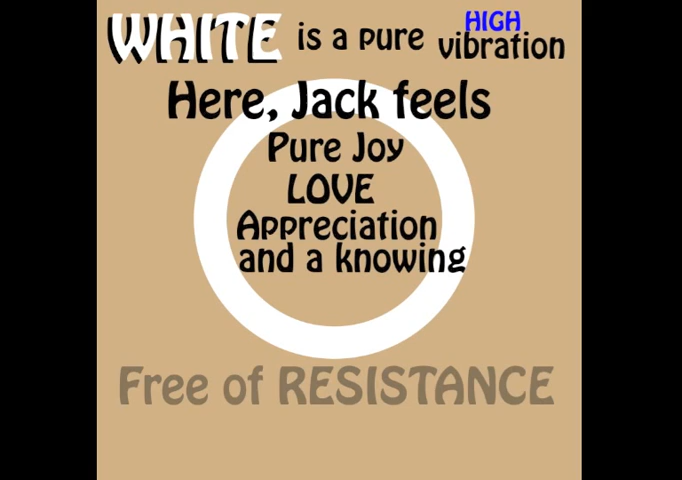 WHITE is a pure HIGH vibration
Here, Jack feels
Pure Joy
LOVE
Appreciation
and a knowing
Free of RESISTANCE